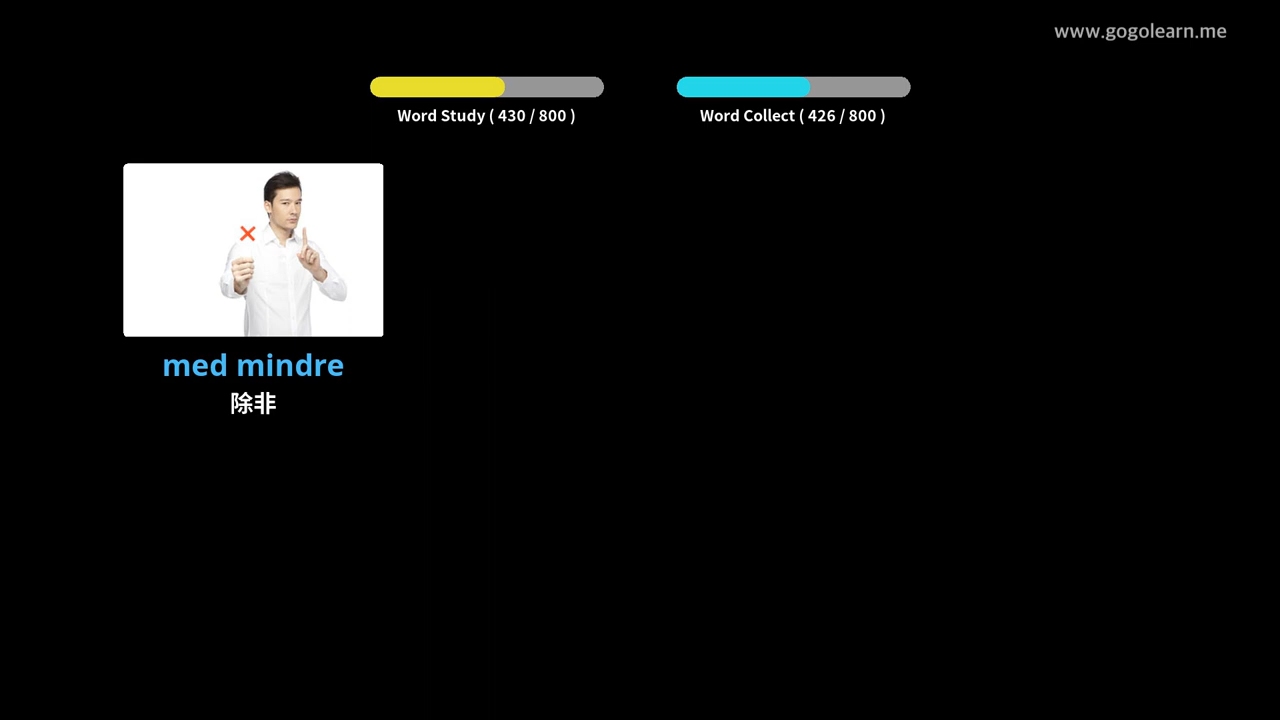 www.gogolearn.me
Word Study ( 430 / 800 )
Word Collect ( 426 / 800 )
med mindre
除非